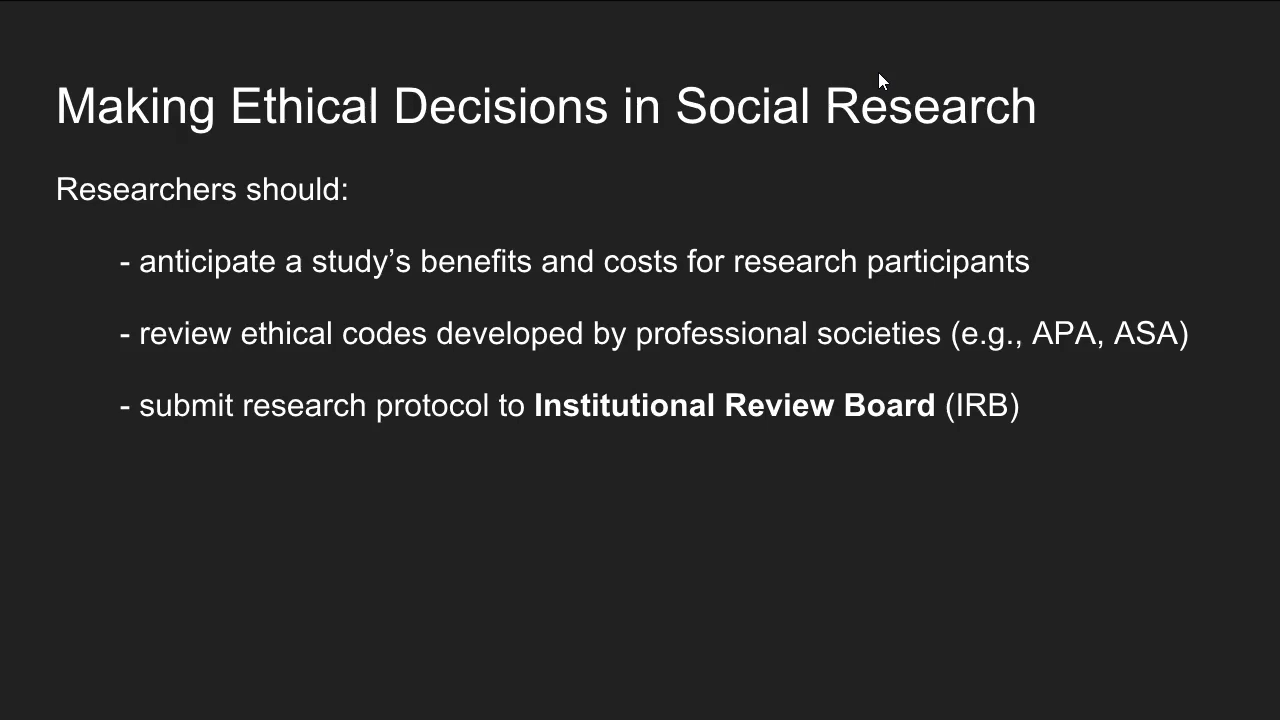 Making Ethical Decisions in Social Research
Researchers should:
- anticipate a study’s benefits and costs for research participants
- review ethical codes developed by professional societies (e.g., APA, ASA)
- submit research protocol to Institutional Review Board (IRB)